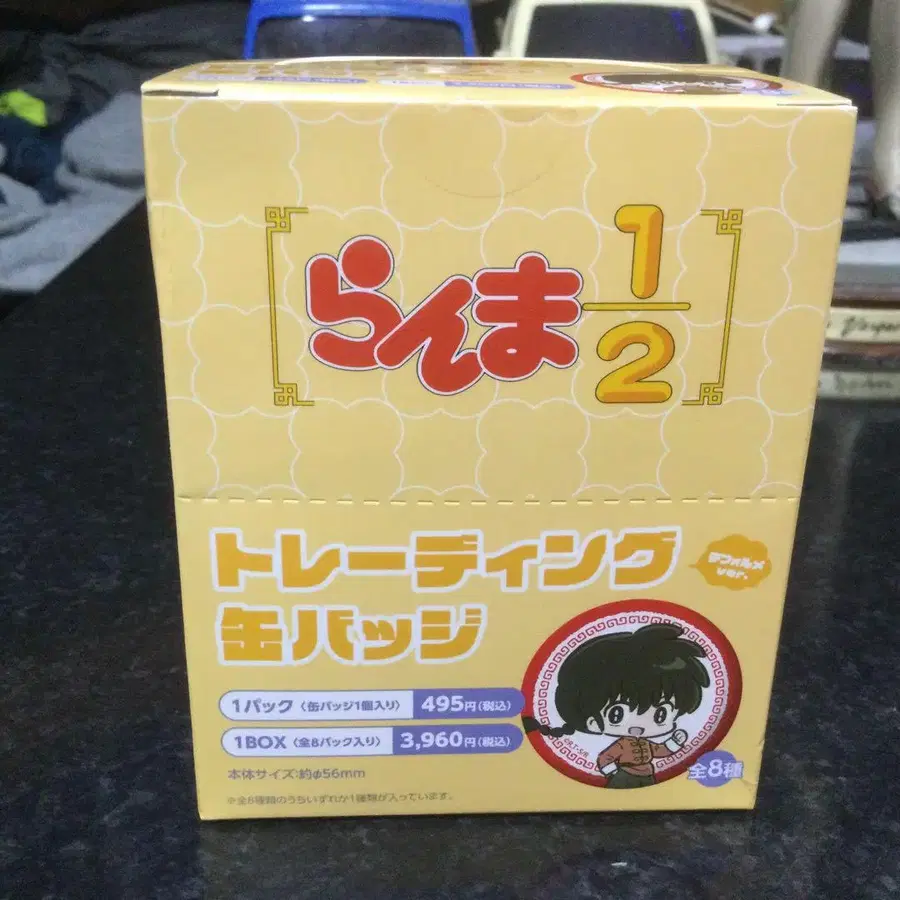 らんま1/2
トレーディング
缶バッジ
デフォルメ
ver.
1パック〈缶バッジ1個入り〉 495円(税込)
1BOX〈全8パック入り〉 3,960円(税込)
本体サイズ:約φ56mm
※全8種類のうちいずれか1種類が入っています。
全8種